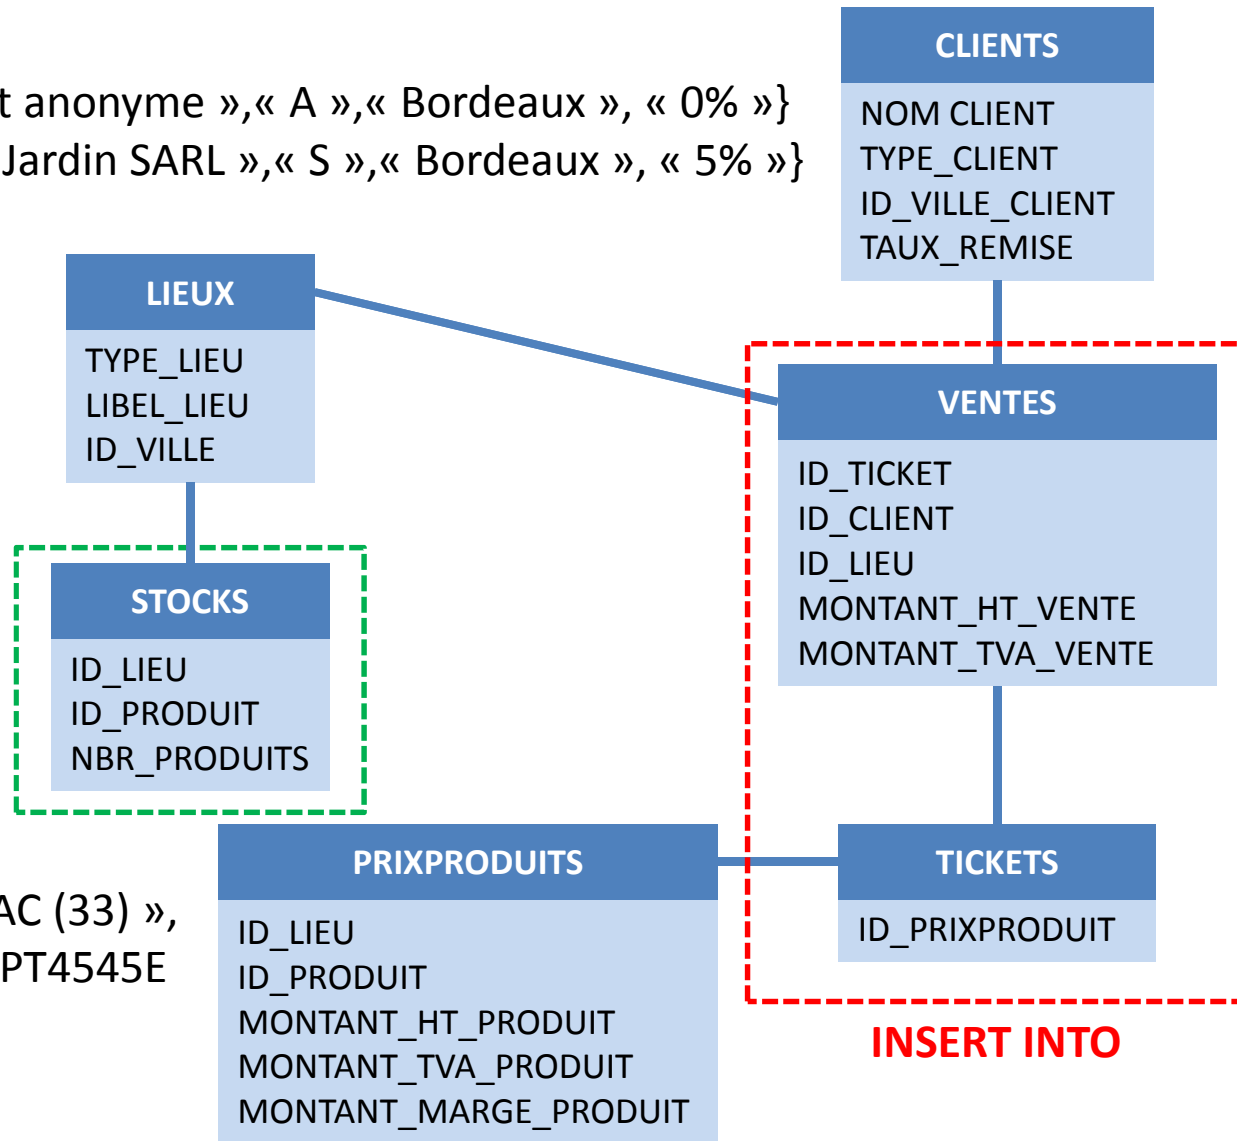 CLIENTS
NOM CLIENT
TYPE_CLIENT
ID_VILLE_CLIENT
TAUX_REMISE
t anonyme »,« A »,« Bordeaux », « 0% »}
Jardin SARL »,« S »,« Bordeaux », « 5% »}
LIEUX
TYPE_LIEU
LIBEL_LIEU
ID_VILLE
VENTES
ID_TICKET
ID_CLIENT
ID_LIEU
MONTANT_HT_VENTE
MONTANT_TVA_VENTE
STOCKS
ID_LIEU
ID_PRODUIT
NBR_PRODUITS
AC (33) »,
PT4545E
PRIXPRODUITS
ID_LIEU
ID_PRODUIT
MONTANT_HT_PRODUIT
MONTANT_TVA_PRODUIT
MONTANT_MARGE_PRODUIT
TICKETS
ID_PRIXPRODUIT
INSERT INTO